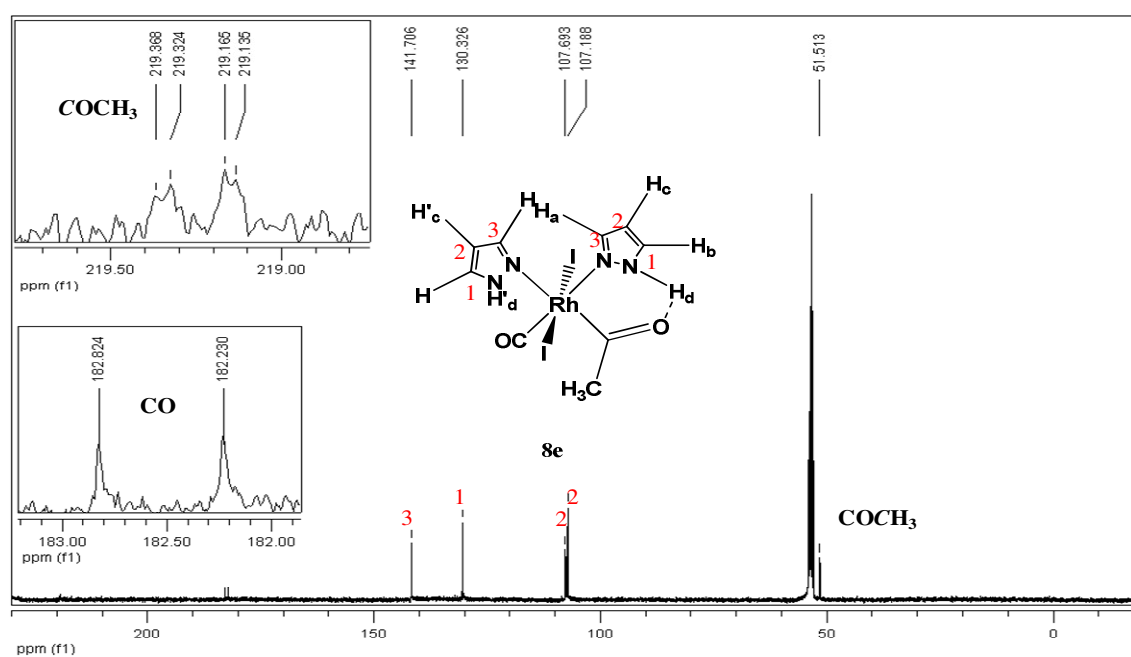 219.368
219.324
219.165
219.135
COCH3
219.50
219.00
ppm (f1)
182.824
182.230
CO
183.00
182.50
182.00
ppm (f1)
141.706
130.326
107.693
107.188
51.513
H'c
H
3
2
1
H
N
N
H'd
Ha
Hc
2
3
1
Hb
N
N
Hd
I
Rh
OC
I
O
H3C
8e
3
1
2
2
COCH3
200
150
100
50
0
ppm (f1)